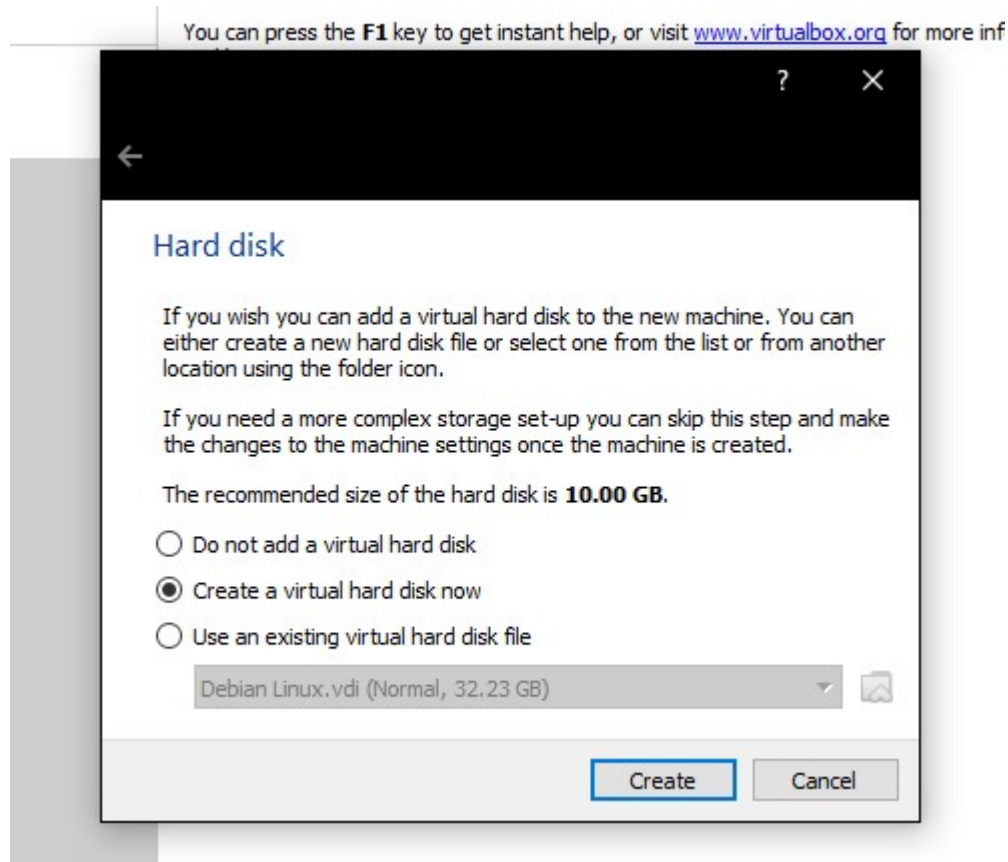 You can press the F1 key to get instant help, or visit www.virtualbox.org for more inf
?
Hard disk
If you wish you can add a virtual hard disk to the new machine. You can
either create a new hard disk file or select one from the list or from another
location using the folder icon.
If you need a more complex storage set-up you can skip this step and make
the changes to the machine settings once the machine is created.
The recommended size of the hard disk is 10.00 GB.
Do not add a virtual hard disk
Create a virtual hard disk now
Use an existing virtual hard disk file
Debian Linux.vdi (Normal, 32.23 GB)
Create Cancel